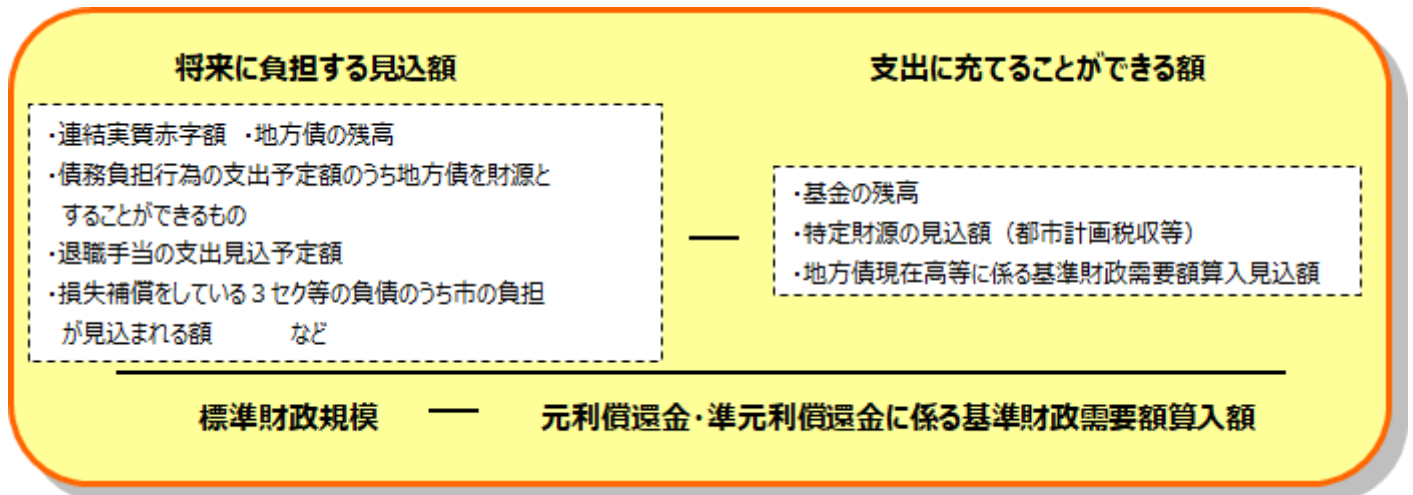 将来に負担する見込額
・連結実質赤字額 ・地方債の残高
・債務負担行為の支出予定額のうち地方債を財源と
することができるもの
・退職手当の支出見込予定額
・損失補償をしている3セク等の負債のうち市の負担
が見込まれる額 など
―
支出に充てることができる額
・基金の残高
・特定財源の見込額（都市計画税収等）
・地方債現在高等に係る基準財政需要額算入見込額
標準財政規模 ― 元利償還金・準元利償還金に係る基準財政需要額算入額